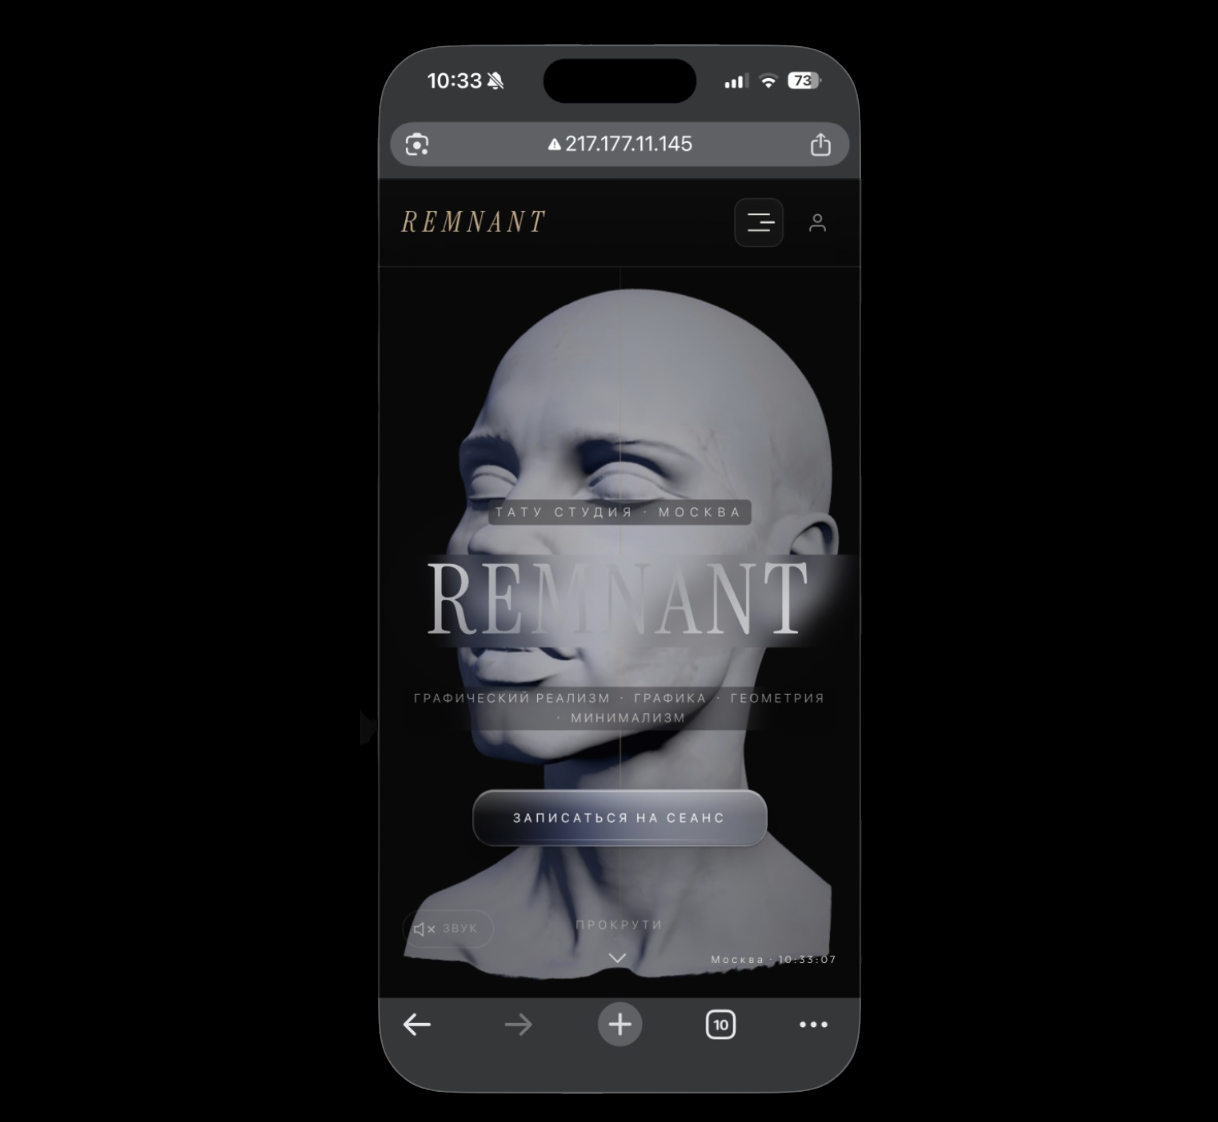 10:33
73
217.177.11.145
REMNANT
ТАТУ СТУДИЯ · МОСКВА
REMNANT
ГРАФИЧЕСКИЙ РЕАЛИЗМ · ГРАФИКА · ГЕОМЕТРИЯ
· МИНИМАЛИЗМ
ЗАПИСАТЬСЯ НА СЕАНС
ПРОКРУТИ
ЗВУК
Москва · 10:33:07
10